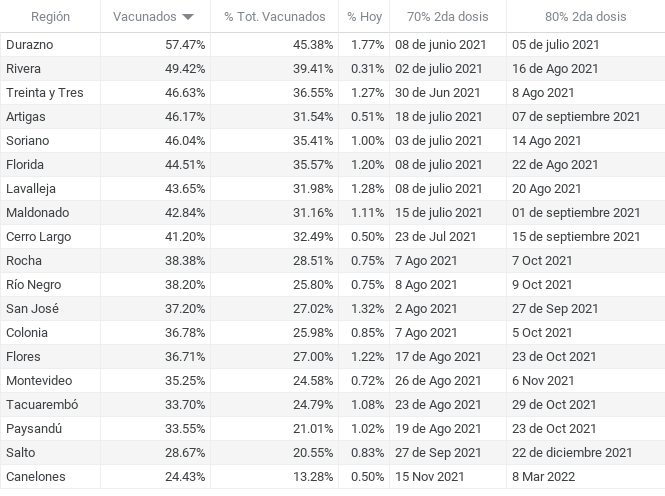 Región Vacunados % Tot. Vacunados % Hoy 70% 2da dosis 80% 2da dosis
Durazno 57.47% 45.38% 1.77% 08 de junio 2021 05 de julio 2021
Rivera 49.42% 39.41% 0.31% 02 de julio 2021 16 de Ago 2021
Treinta y Tres 46.63% 36.55% 1.27% 30 de Jun 2021 8 Ago 2021
Artigas 46.17% 31.54% 0.51% 18 de julio 2021 07 de septiembre 2021
Soriano 46.04% 35.41% 1.00% 03 de julio 2021 14 Ago 2021
Florida 44.51% 35.57% 1.20% 08 de julio 2021 22 de Ago 2021
Lavalleja 43.65% 31.98% 1.28% 08 de julio 2021 20 Ago 2021
Maldonado 42.84% 31.16% 1.11% 15 de julio 2021 01 de septiembre 2021
Cerro Largo 41.20% 32.49% 0.50% 23 de Jul 2021 15 de septiembre 2021
Rocha 38.38% 28.51% 0.75% 7 Ago 2021 7 Oct 2021
Río Negro 38.20% 25.80% 0.75% 8 Ago 2021 9 Oct 2021
San José 37.20% 27.02% 1.32% 2 Ago 2021 27 de Sep 2021
Colonia 36.78% 25.98% 0.85% 7 Ago 2021 5 Oct 2021
Flores 36.71% 27.00% 1.22% 17 de Ago 2021 23 de Oct 2021
Montevideo 35.25% 24.58% 0.72% 26 de Ago 2021 6 Nov 2021
Tacuarembó 33.70% 24.79% 1.08% 23 de Ago 2021 29 de Oct 2021
Paysandú 33.55% 21.01% 1.02% 19 de Ago 2021 23 de Oct 2021
Salto 28.67% 20.55% 0.83% 27 de Sep 2021 22 de diciembre 2021
Canelones 24.43% 13.28% 0.50% 15 Nov 2021 8 Mar 2022